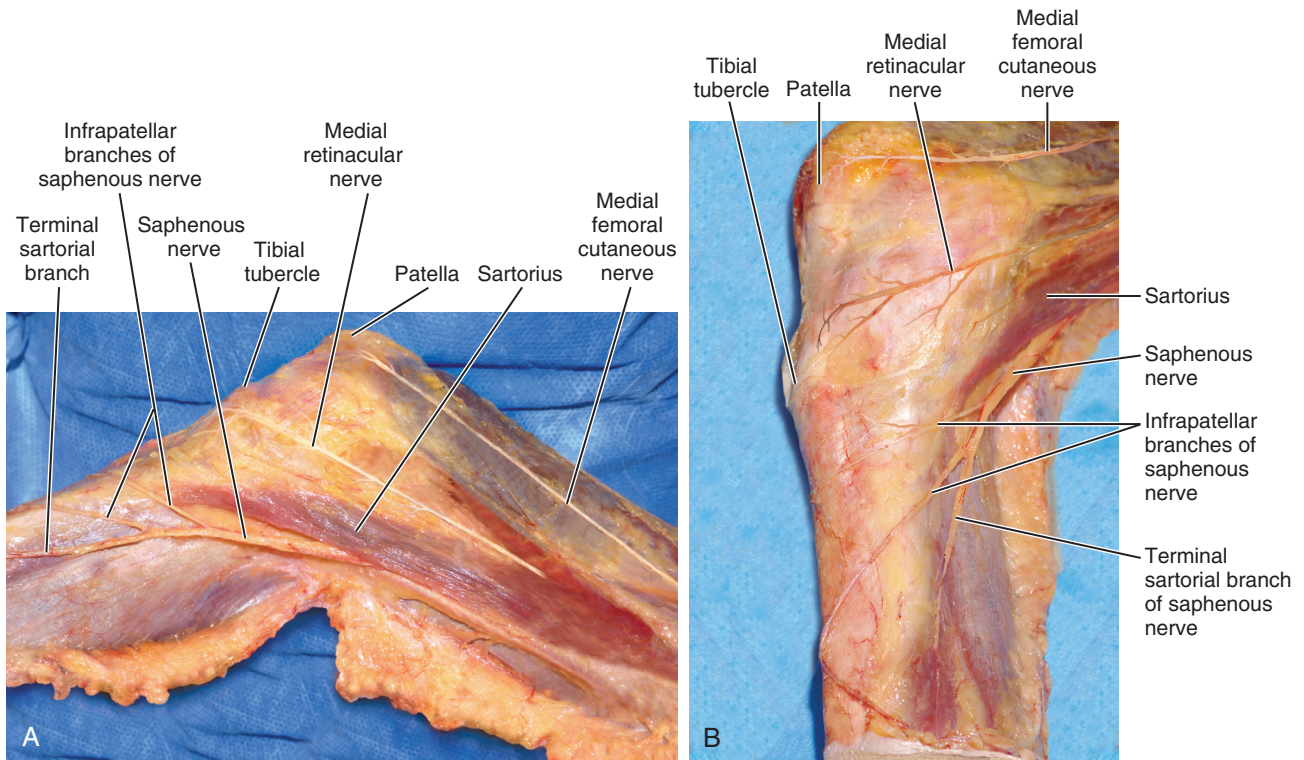 Infrapatellar
branches of
saphenous nerve
Medial
retinacular
nerve
Terminal
sartorial
branch
Saphenous
nerve
Tibial
tubercle
Patella
Sartorius
Medial
femoral
cutaneous
nerve
A
Tibial
tubercle
Patella
Medial
retinacular
nerve
Medial
femoral
cutaneous
nerve
Sartorius
Saphenous
nerve
Infrapatellar
branches of
saphenous
nerve
Terminal
sartorial branch
of saphenous
nerve
B